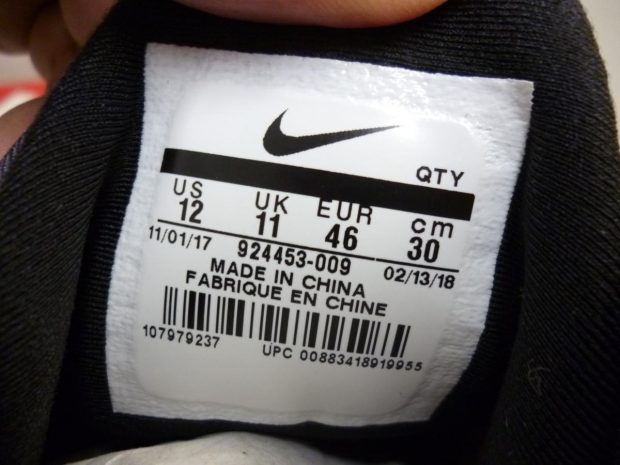 QTY
US UK EUR cm
12 11 46 30
11/01/17 924453-009 02/13/18
MADE IN CHINA
FABRIQUE EN CHINE
107979237 UPC 00883418919955